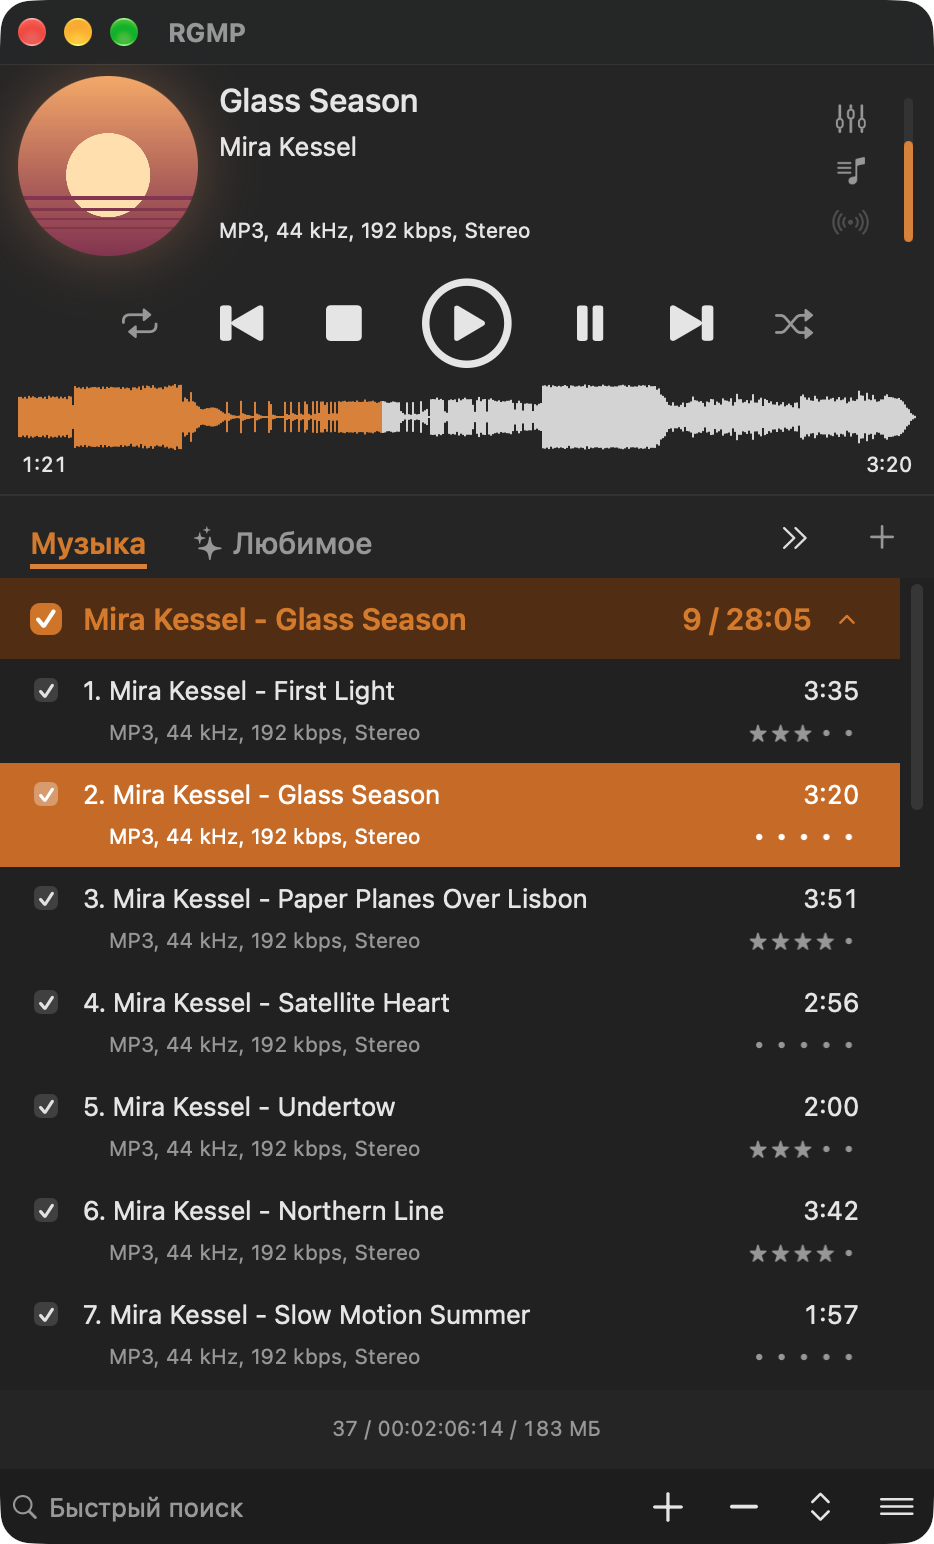 RGMP
Glass Season
Mira Kessel
MP3, 44 kHz, 192 kbps, Stereo
1:21 3:20
Музыка Любимое
Mira Kessel - Glass Season 9 / 28:05
1. Mira Kessel - First Light 3:35
MP3, 44 kHz, 192 kbps, Stereo
2. Mira Kessel - Glass Season 3:20
MP3, 44 kHz, 192 kbps, Stereo
3. Mira Kessel - Paper Planes Over Lisbon 3:51
MP3, 44 kHz, 192 kbps, Stereo
4. Mira Kessel - Satellite Heart 2:56
MP3, 44 kHz, 192 kbps, Stereo
5. Mira Kessel - Undertow 2:00
MP3, 44 kHz, 192 kbps, Stereo
6. Mira Kessel - Northern Line 3:42
MP3, 44 kHz, 192 kbps, Stereo
7. Mira Kessel - Slow Motion Summer 1:57
MP3, 44 kHz, 192 kbps, Stereo
37 / 00:02:06:14 / 183 МБ
Быстрый поиск